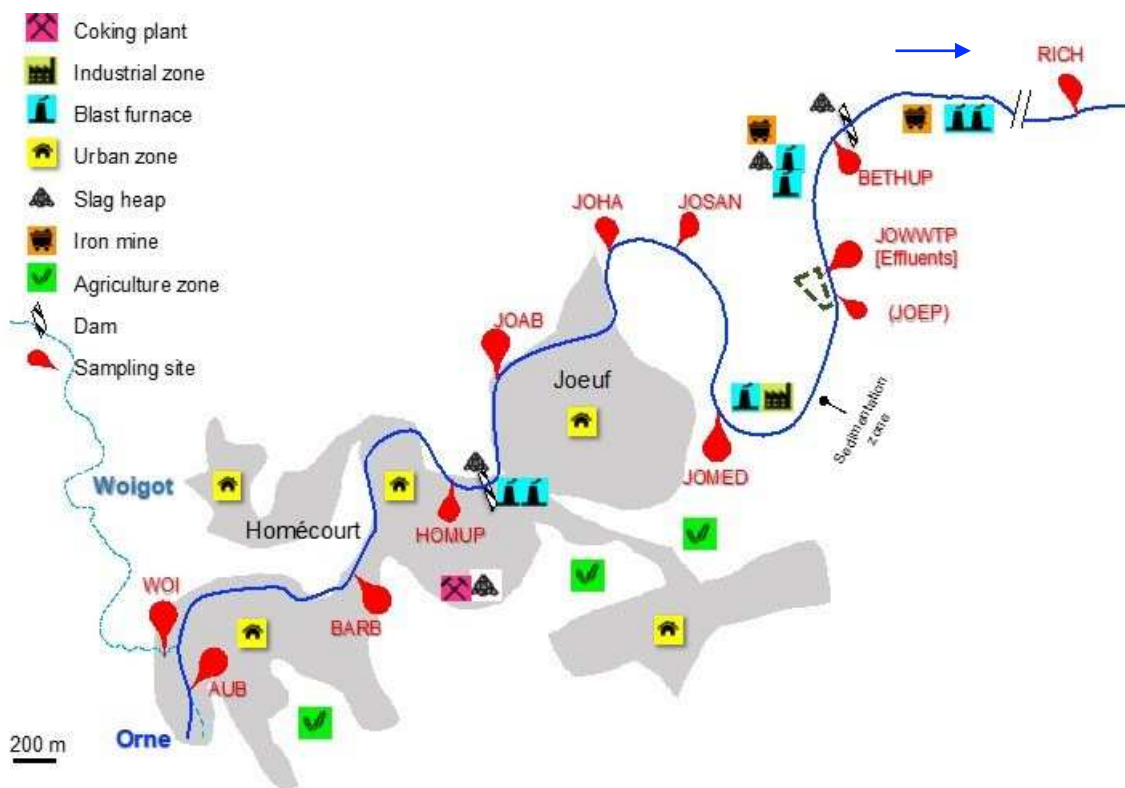 Coking plant
Industrial zone
Blast furnace
Urban zone
Slag heap
Iron mine
Agriculture zone
Dam
Sampling site
RICH
BETHUP
JOHA
JOSAN
JOWWTP
[Effluents]
(JOEP)
JOAB
Joeuf
Sedimentation
zone
JOMED
Woigot
Homécourt
HOMUP
WOI
BARB
AUB
Orne
200 m